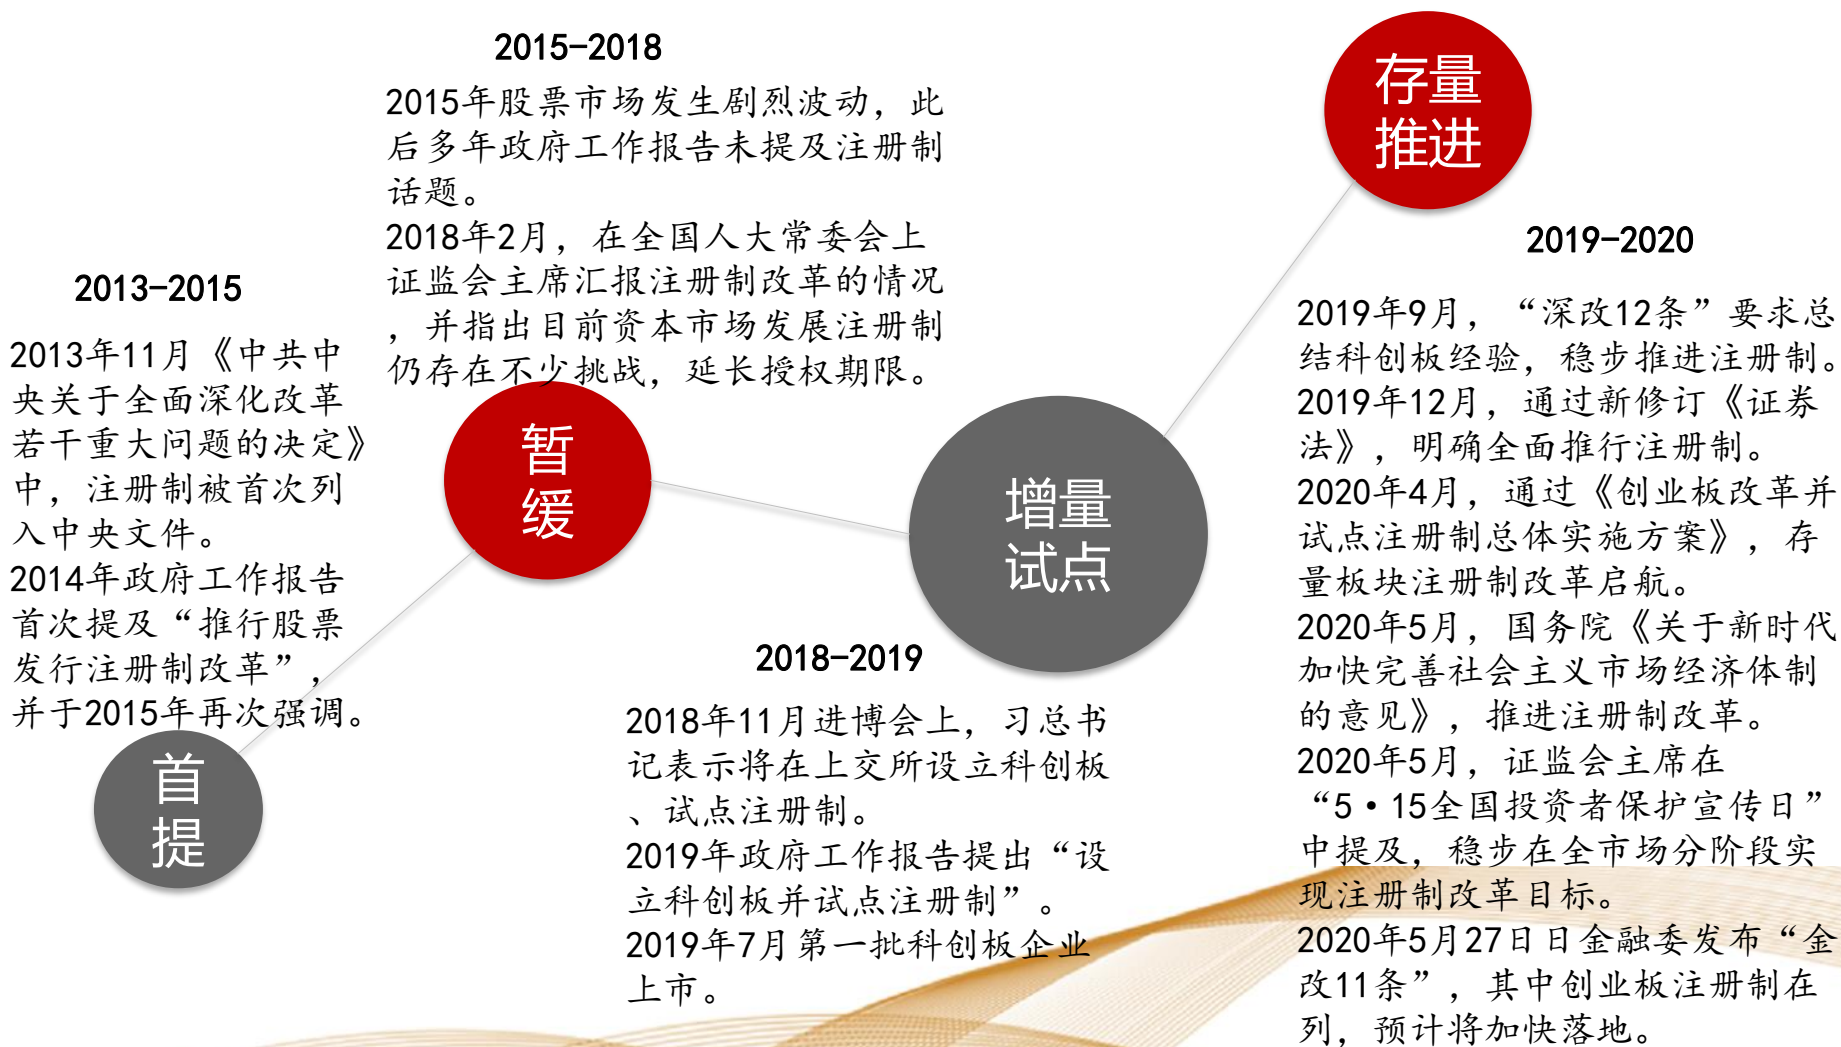 2013-2015
2013年11月《中共中
央关于全面深化改革
若干重大问题的决定》
中，注册制被首次列
入中央文件。
2014年政府工作报告
首次提及“推行股票
发行注册制改革”，
并于2015年再次强调。
首
提
2015-2018
2015年股票市场发生剧烈波动，此
后多年政府工作报告未提及注册制
话题。
2018年2月，在全国人大常委会上
证监会主席汇报注册制改革的情况
，并指出目前资本市场发展注册制
仍存在不少挑战，延长授权期限。
暂
缓
增量
试点
2018-2019
2018年11月进博会上，习总书
记表示将在上交所设立科创板
、试点注册制。
2019年政府工作报告提出“设
立科创板并试点注册制”。
2019年7月第一批科创板企业
上市。
存量
推进
2019-2020
2019年9月，“深改12条”要求总
结科创板经验，稳步推进注册制。
2019年12月，通过新修订《证券
法》，明确全面推行注册制。
2020年4月，通过《创业板改革并
试点注册制总体实施方案》，存
量板块注册制改革启航。
2020年5月，国务院《关于新时代
加快完善社会主义市场经济体制
的意见》，推进注册制改革。
2020年5月，证监会主席在
“5·15全国投资者保护宣传日”
中提及，稳步在全市场分阶段实
现注册制改革目标。
2020年5月27日日金融委发布“金
改11条”，其中创业板注册制在
列，预计将加快落地。